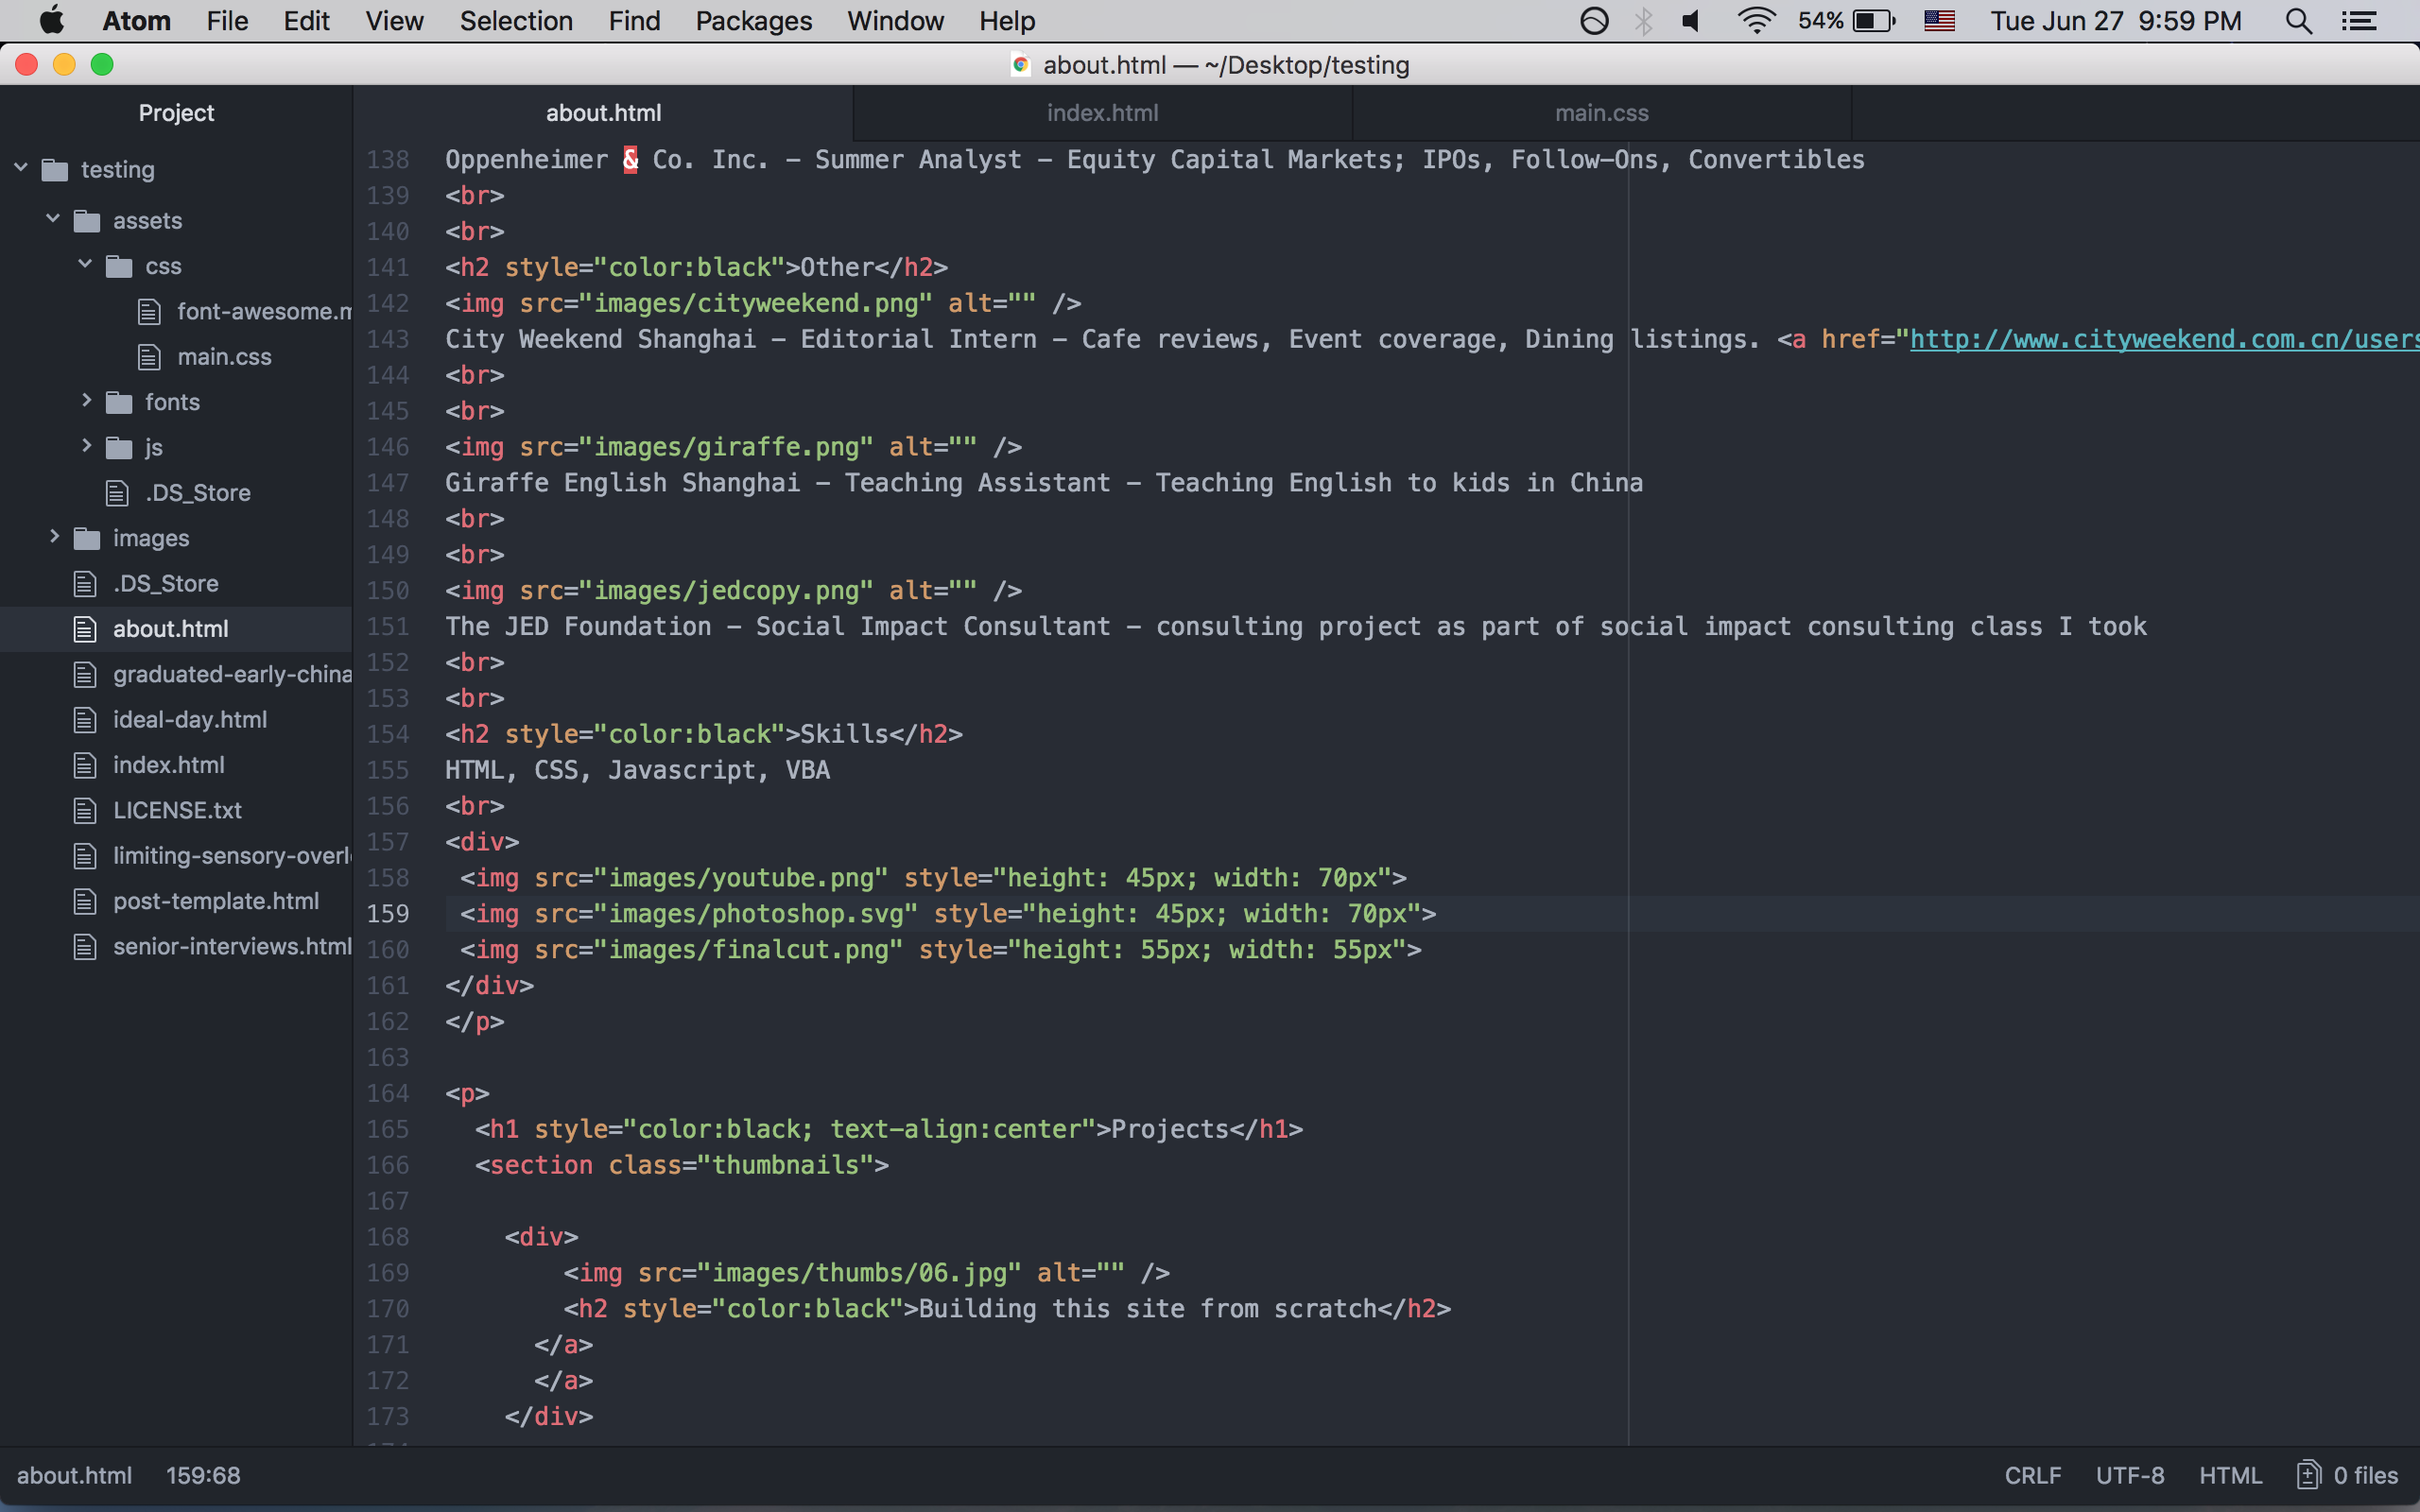 Atom File Edit View Selection Find Packages Window Help 54% Tue Jun 27 9:59 PM
about.html — ~/Desktop/testing
Project
testing
assets
css
font-awesome.m
main.css
fonts
js
.DS_Store
images
.DS_Store
about.html
graduated-early-china
ideal-day.html
index.html
LICENSE.txt
limiting-sensory-overl
post-template.html
senior-interviews.html
about.html index.html main.css
138 Oppenheimer & Co. Inc. – Summer Analyst – Equity Capital Markets; IPOs, Follow-Ons, Convertibles
139 <br>
140 <br>
141 <h2 style="color:black">Other</h2>
142 <img src="images/cityweekend.png" alt="" />
143 City Weekend Shanghai – Editorial Intern – Cafe reviews, Event coverage, Dining listings. <a href="http://www.cityweekend.com.cn/users
144 <br>
145 <br>
146 <img src="images/giraffe.png" alt="" />
147 Giraffe English Shanghai – Teaching Assistant – Teaching English to kids in China
148 <br>
149 <br>
150 <img src="images/jedcopy.png" alt="" />
151 The JED Foundation – Social Impact Consultant – consulting project as part of social impact consulting class I took
152 <br>
153 <br>
154 <h2 style="color:black">Skills</h2>
155 HTML, CSS, Javascript, VBA
156 <br>
157 <div>
158 <img src="images/youtube.png" style="height: 45px; width: 70px">
159 <img src="images/photoshop.svg" style="height: 45px; width: 70px">
160 <img src="images/finalcut.png" style="height: 55px; width: 55px">
161 </div>
162 </p>
163
164 <p>
165 <h1 style="color:black; text-align:center">Projects</h1>
166 <section class="thumbnails">
167
168 <div>
169 <img src="images/thumbs/06.jpg" alt="" />
170 <h2 style="color:black">Building this site from scratch</h2>
171 </a>
172 </a>
173 </div>
about.html 159:68 CRLF UTF-8 HTML 0 files